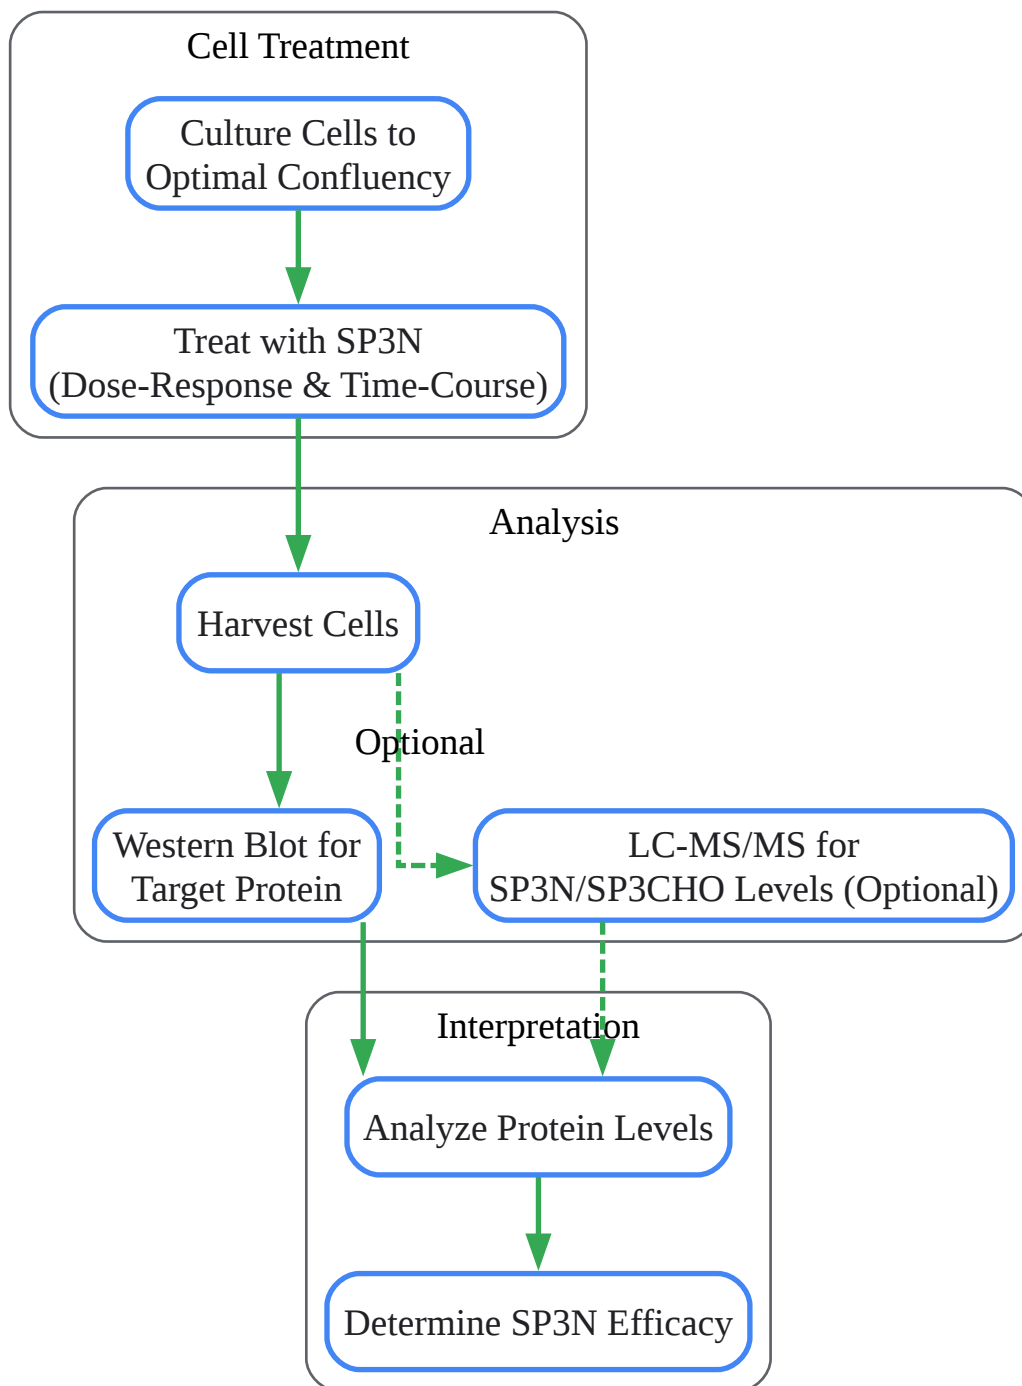 Cell Treatment
Culture Cells to
Optimal Confluency
Treat with SP3N
(Dose-Response & Time-Course)
Analysis
Harvest Cells
Optional
Western Blot for
Target Protein
LC-MS/MS for
SP3N/SP3CHO Levels (Optional)
Interpretation
Analyze Protein Levels
Determine SP3N Efficacy